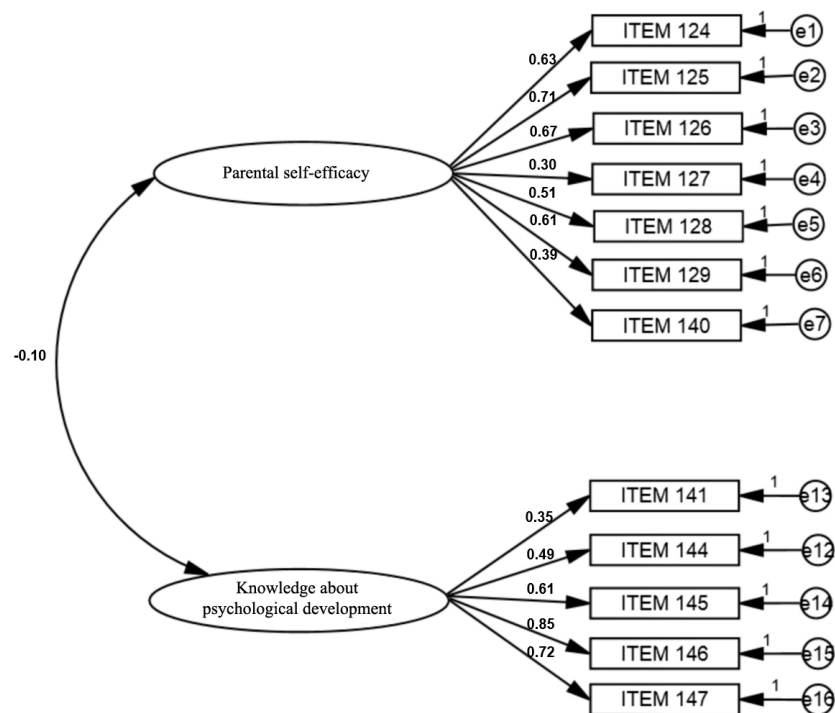 1
ITEM 124
e1
0.63
1
ITEM 125
e2
0.71
1
ITEM 126
e3
0.67
1
Parental self-efficacy
0.30
ITEM 127
e4
0.51
1
ITEM 128
e5
0.61
1
ITEM 129
e6
0.39
1
ITEM 140
e7
-0.10
1
ITEM 141
e13
0.35
1
ITEM 144
e12
0.49
1
Knowledge about
psychological development
0.61
ITEM 145
e14
0.85
1
ITEM 146
e15
0.72
1
ITEM 147
e16